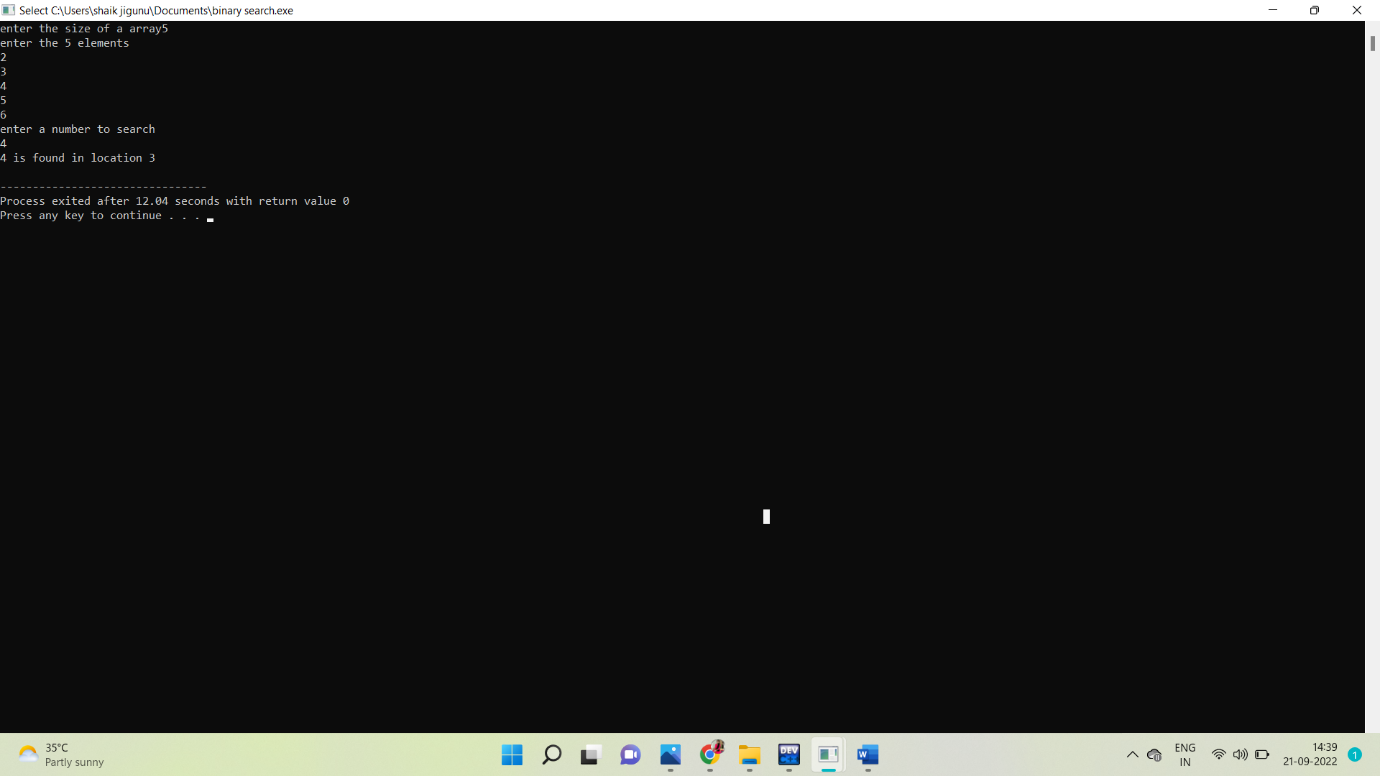 Select C:\Users\shaik jigunu\Documents\binary search.exe
enter the size of a array5
enter the 5 elements
2
3
4
5
6
enter a number to search
4
4 is found in location 3
--------------------------------
Process exited after 12.04 seconds with return value 0
Press any key to continue . . .
35°C
Partly sunny
DEV
W
ENG
IN
14:39
21-09-2022
1